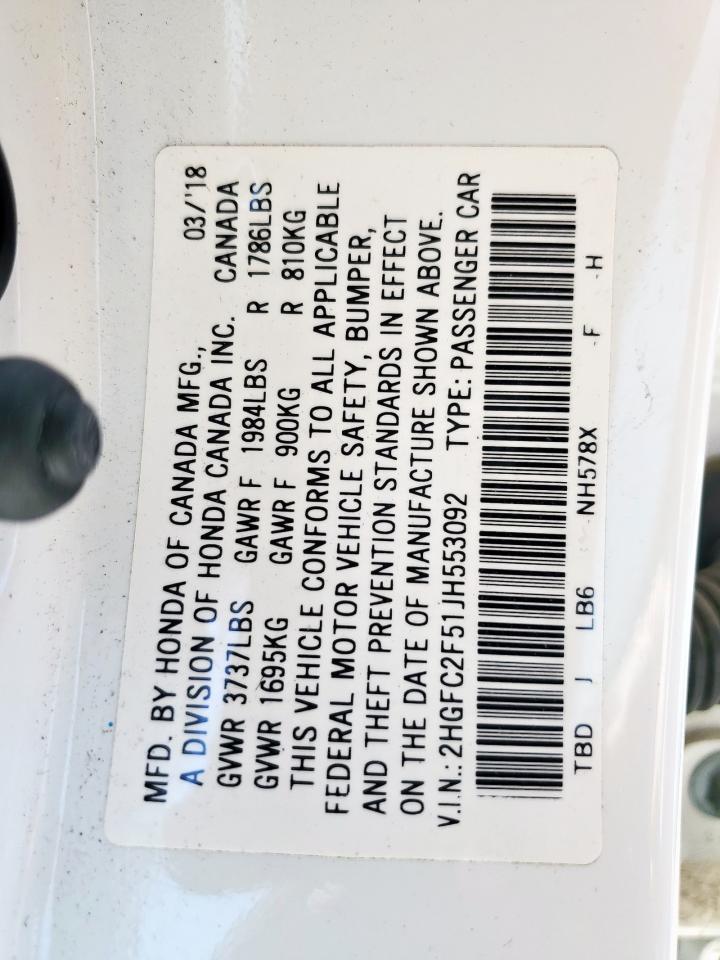 MFD. BY HONDA OF CANADA MFG., 03/'18
A DIVISION OF HONDA CANADA INC. CANADA
GVWR 3737LBS GAWR F 1984LBS R 1786LBS
GVWR 1695KG GAWR F 900KG R 810KG
THIS VEHICLE CONFORMS TO ALL APPLICABLE
FEDERAL MOTOR VEHICLE SAFETY, BUMPER,
AND THEFT PREVENTION STANDARDS IN EFFECT
ON THE DATE OF MANUFACTURE SHOWN ABOVE.
V.I.N.: 2HGFC2F51JH553092 TYPE: PASSENGER CAR
TBD J LB6 -NH578X -F -H